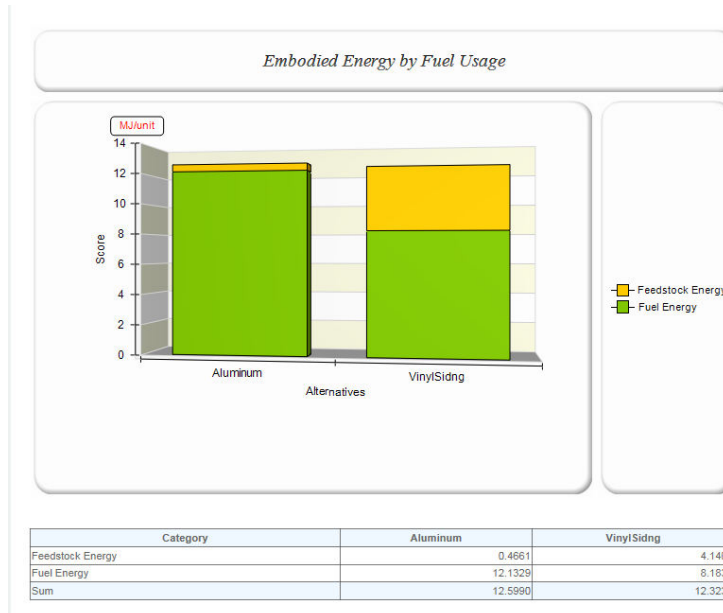 Embodied Energy by Fuel Usage
MJ/unit
14
12
10
8
6
4
2
0
Score
Aluminum
VinylSidng
Alternatives
Feedstock Energy
Fuel Energy
Category Aluminum VinylSidng
Feedstock Energy 0.4661
Fuel Energy 12.1329
Sum 12.5990